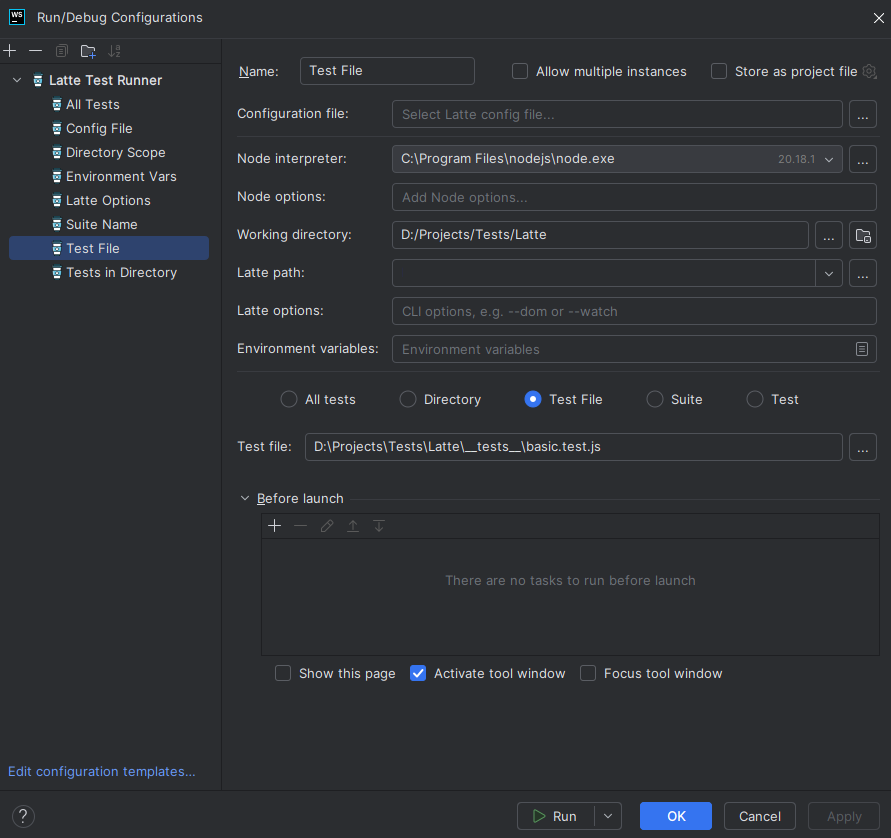 WS
Run/Debug Configurations
Latte Test Runner
All Tests
Config File
Directory Scope
Environment Vars
Latte Options
Suite Name
Test File
Tests in Directory
Edit configuration templates...
Name: Test File Allow multiple instances Store as project file
Configuration file: Select Latte config file... ...
Node interpreter: C:\Program Files\nodejs\node.exe 20.18.1 ...
Node options: Add Node options...
Working directory: D:/Projects/Tests/Latte ...
Latte path: ...
Latte options: CLI options, e.g. --dom or --watch
Environment variables: Environment variables
All tests Directory Test File Suite Test
Test file: D:\Projects\Tests\Latte\__tests__\basic.test.js ...
Before launch
There are no tasks to run before launch
Show this page Activate tool window Focus tool window
? Run OK Cancel Apply